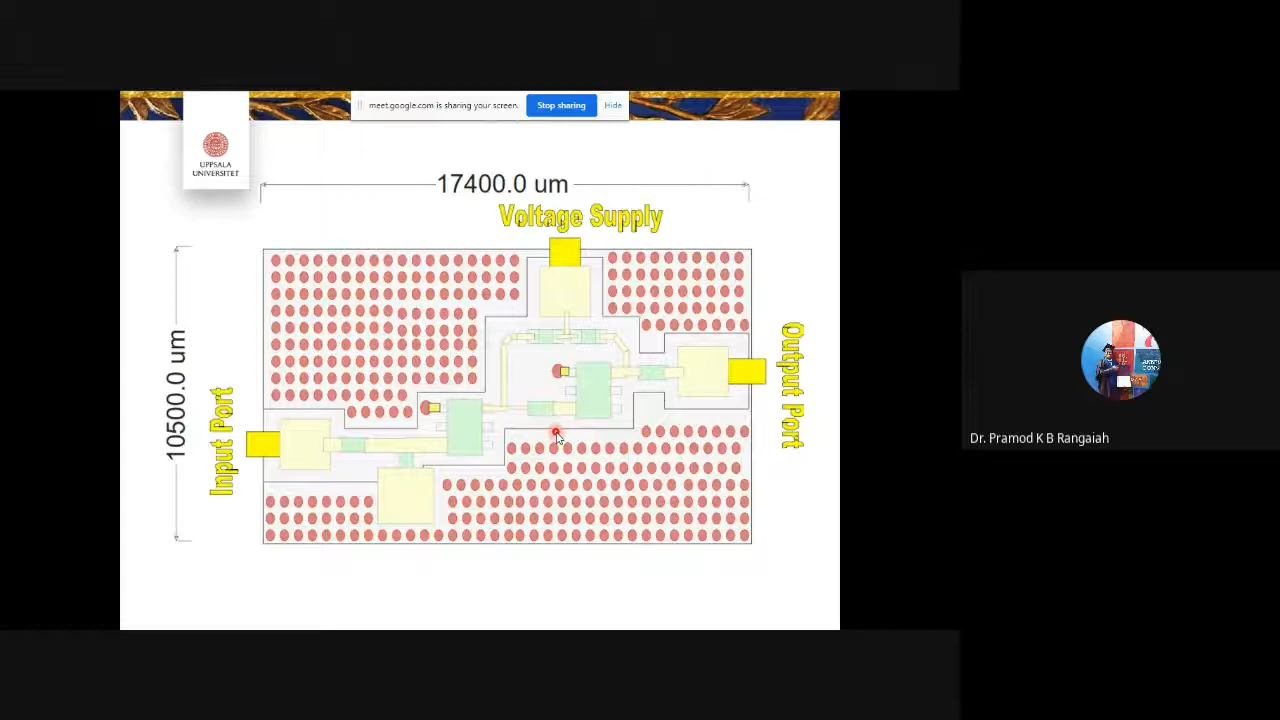 meet.google.com is sharing your screen.
Stop sharing
Hide
UPPSALA
UNIVERSITET
17400.0 um
Voltage Supply
10500.0 um
Input Port
Output Port
Dr. Pramod K B Rangaiah